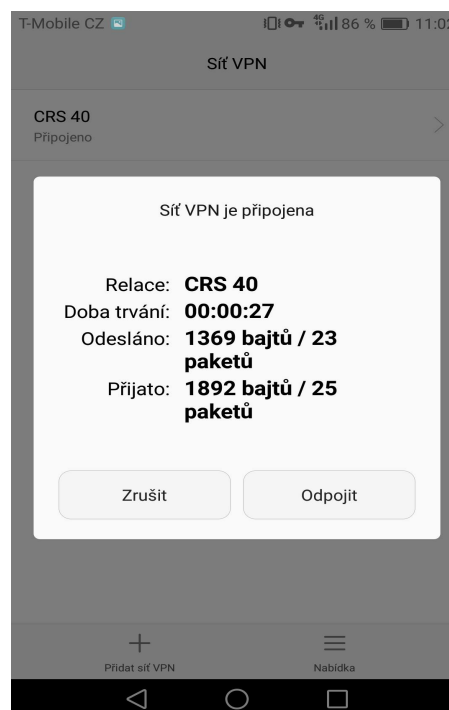 T-Mobile CZ 4G 86 % 11:02
Síť VPN
CRS 40
Připojeno
Síť VPN je připojena
Relace: CRS 40
Doba trvání: 00:00:27
Odesláno: 1369 bajtů / 23
paketů
Přijato: 1892 bajtů / 25
paketů
Zrušit Odpojit
Přidat síť VPN Nabídka